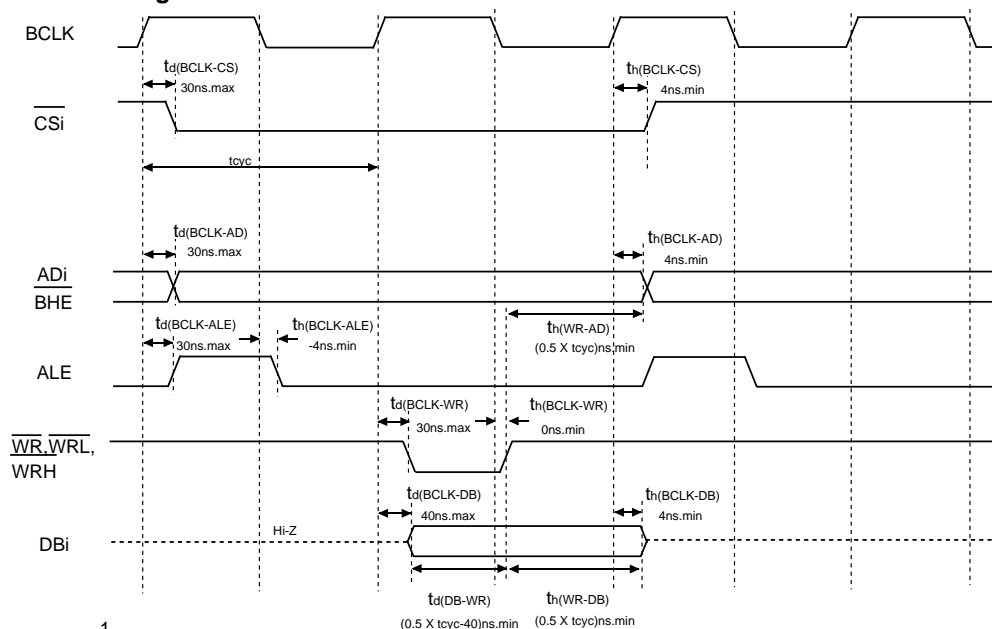 BCLK
td(BCLK-CS)
30ns.max
th(BCLK-CS)
4ns.min
CSi
tcyc
td(BCLK-AD)
30ns.max
th(BCLK-AD)
4ns.min
ADi
BHE
td(BCLK-ALE)
30ns.max
th(BCLK-ALE)
-4ns.min
th(WR-AD)
(0.5 X tcyc)ns.min
ALE
td(BCLK-WR)
30ns.max
th(BCLK-WR)
0ns.min
WR,WRL,
WRH
td(BCLK-DB)
40ns.max
th(BCLK-DB)
4ns.min
Hi-Z
DBi
td(DB-WR)
(0.5 X tcyc-40)ns.min
th(WR-DB)
(0.5 X tcyc)ns.min
1